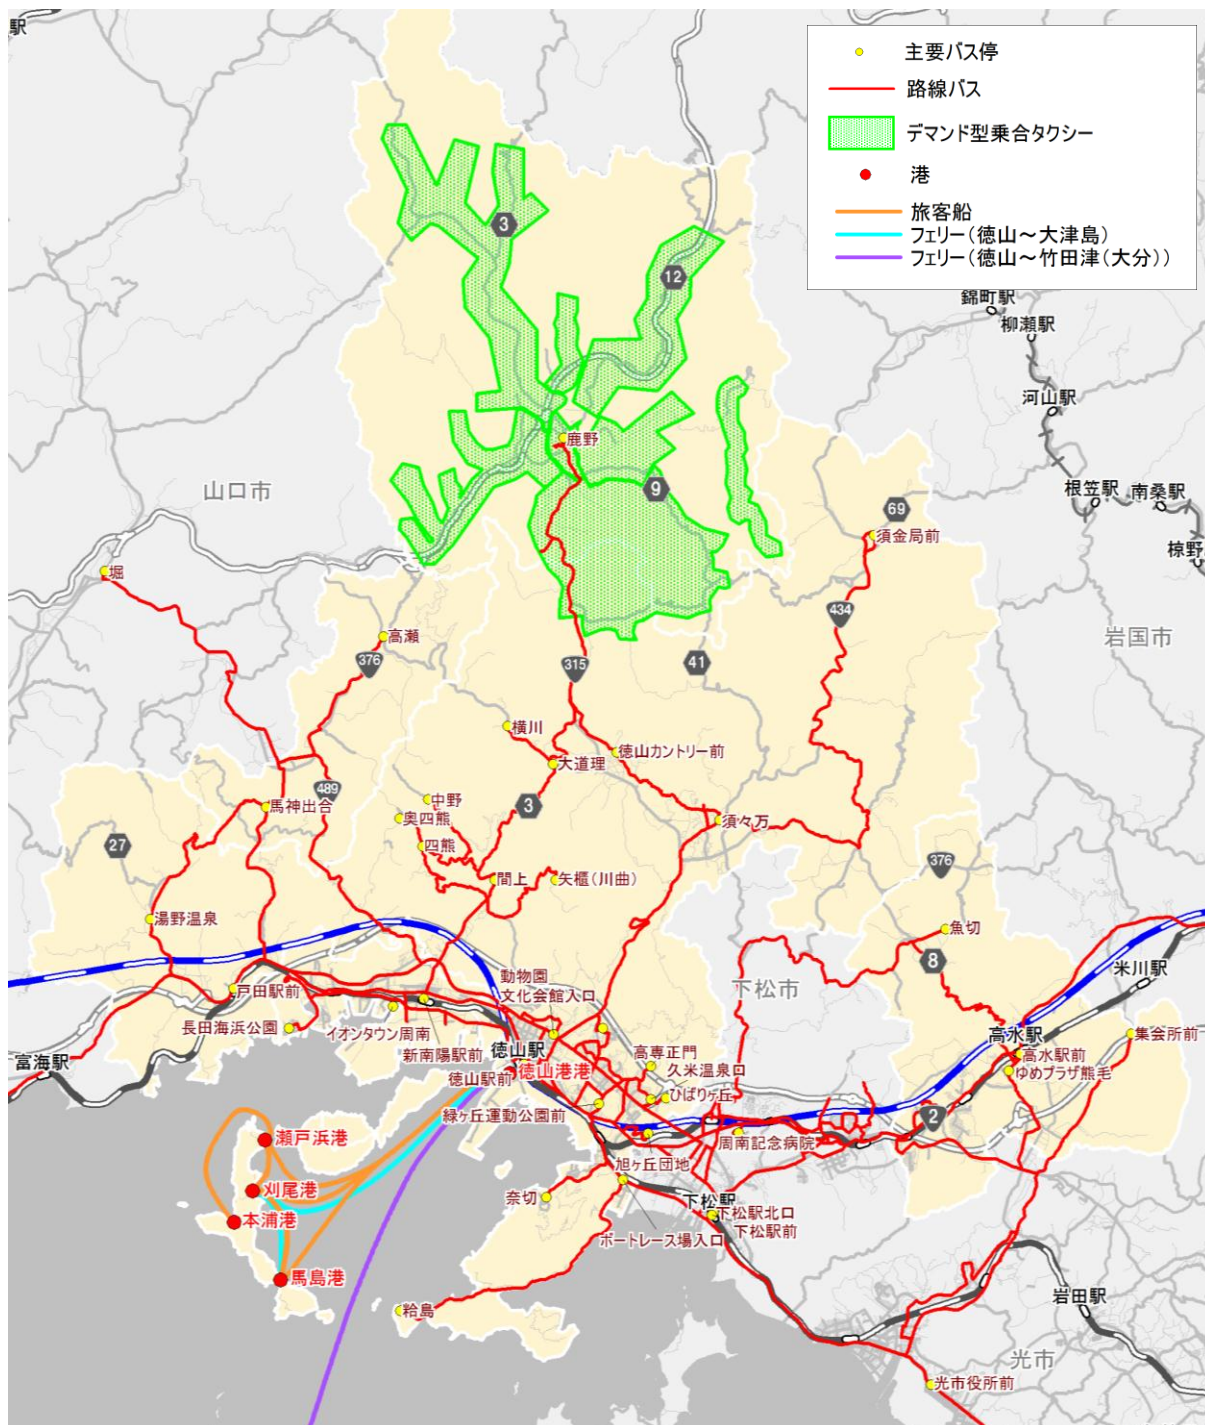 駅
主要バス停
路線バス
デマンド型乗合タクシー
港
旅客船
フェリー(徳山～大津島)
フェリー(徳山～竹田津(大分))
3
12
錦町駅
柳瀬駅
河山駅
鹿野
山口市
9
根笠駅
南桑駅
69
須金局前
椋野
堀
434
高瀬
岩国市
376
315
41
横川
徳山カントリー前
大道理
489
中野
3
馬神出合
奥四熊
須々万
27
四熊
376
間上
矢櫃(川曲)
湯野温泉
魚切
8
米川駅
動物園
文化会館入口
下松市
戸田駅前
長田海浜公園
イオンタウン周南
高水駅
集会所前
富海駅
新南陽駅前
徳山駅
高専正門
高水駅前
徳山駅前
徳山港港
久米温泉口
ゆめプラザ熊毛
ひばりヶ丘
緑ヶ丘運動公園前
2
瀬戸浜港
周南記念病院
旭ヶ丘団地
刈尾港
奈切
下松駅
本浦港
下松駅北口
下松駅前
ボートレース場入口
馬島港
粭島
岩田駅
光市
光市役所前